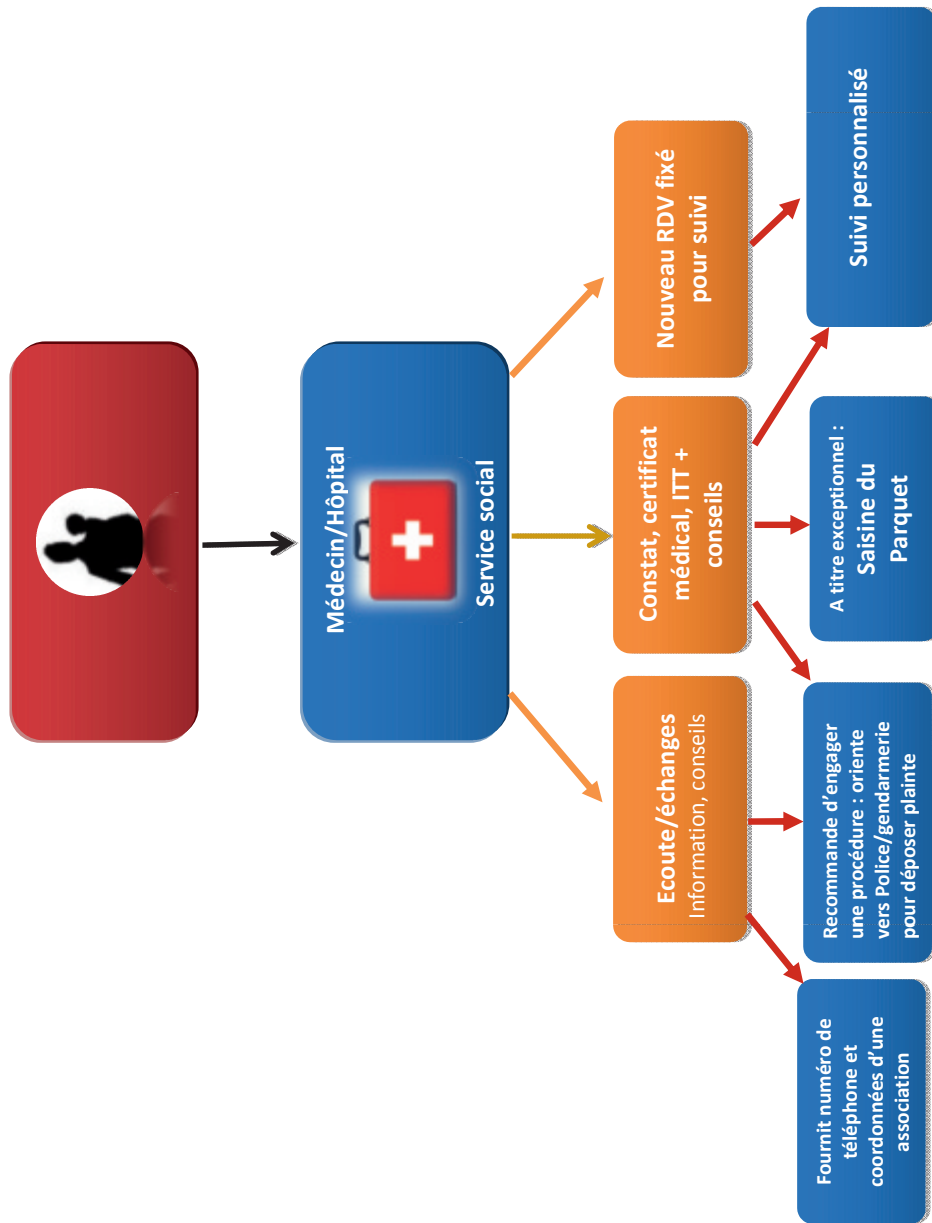 Médecin/Hôpital
Service social
Ecoute/échanges
Information, conseils
Constat, certificat
médical, ITT +
conseils
Nouveau RDV fixé
pour suivi
Fournit numéro de
téléphone et
coordonnées d’une
association
Recommande d’engager
une procédure : oriente
vers Police/gendarmerie
pour déposer plainte
A titre exceptionnel :
Saisine du
Parquet
Suivi personnalisé